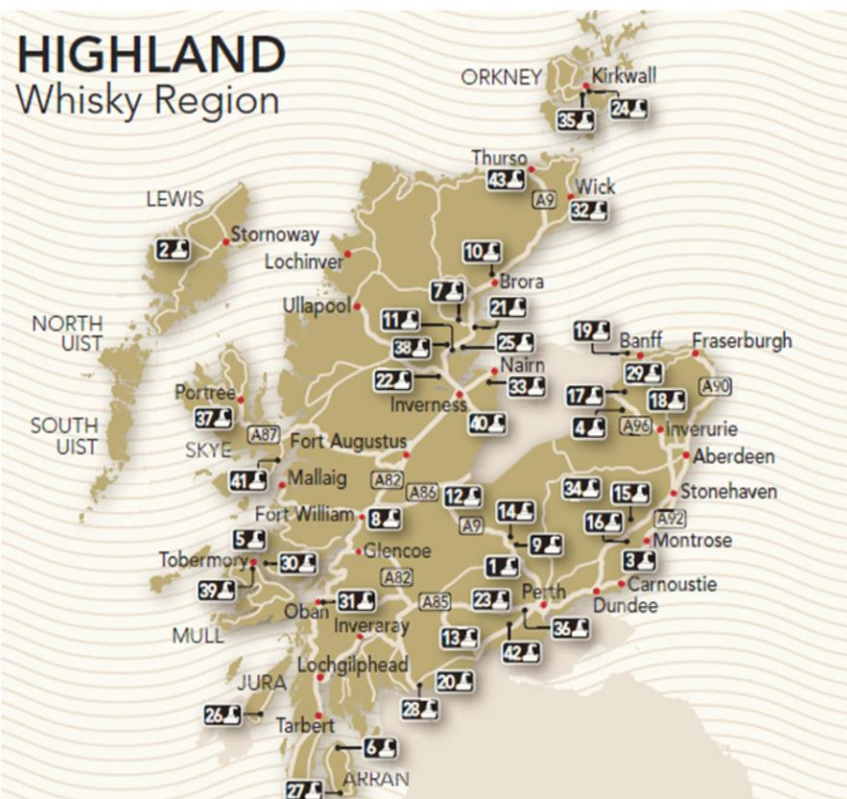 HIGHLAND
Whisky Region
ORKNEY
Kirkwall
24
35
Thurso
43
A9
Wick
32
LEWIS
2
Stornoway
Lochinver
10
Brora
7
21
Ullapool
11
38
25
NORTH
UIST
19
Banff
Fraserburgh
29
Nairn
22
33
A90
17
18
Portree
37
Inverness
40
4
A96
Inverurie
SOUTH
UIST
A87
SKYE
Fort Augustus
Aberdeen
41
Mallaig
A82
A86
12
34
15
Stonehaven
Fort William
8
A9
14
16
A92
5
9
Montrose
Tobermory
30
Glencoe
1
3
39
A82
Carnoustie
Oban
31
A85
23
Perth
Dundee
MULL
Inveraray
13
36
42
Lochgilphead
JURA
20
26
28
Tarbert
6
ARRAN
27